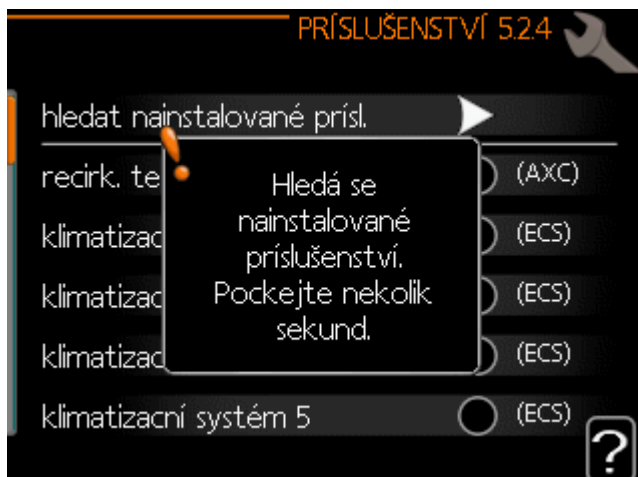 PRÍSLUŠENSTVÍ 5.2.4
hledat nainstalované prísl.
recirk. te
(AXC)
klimatizac
(ECS)
klimatizac
(ECS)
klimatizac
(ECS)
klimatizacní systém 5
(ECS)
Hledá se
nainstalované
príslušenství.
Pockejte nekolik
sekund.
?